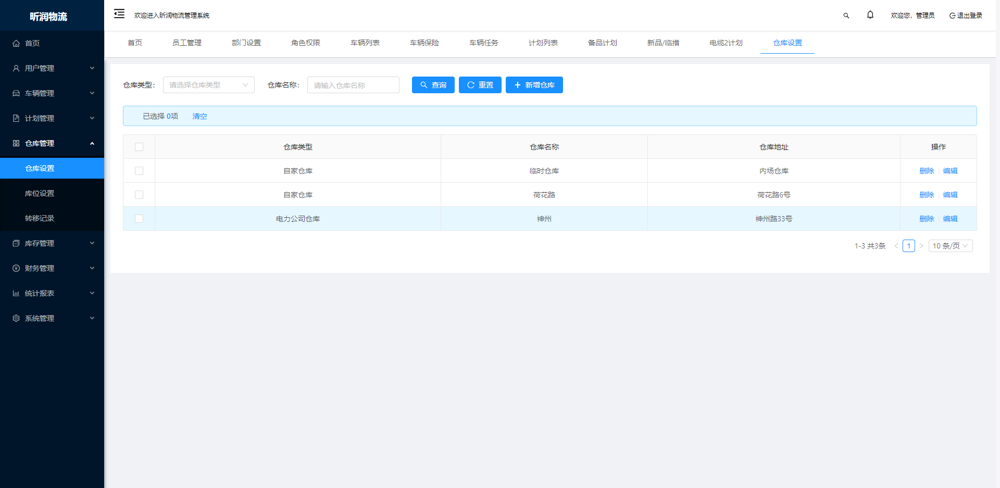 昕润物流
欢迎进入昕润物流管理系统
欢迎您，管理员
退出登录
首页
用户管理
车辆管理
计划管理
仓库管理
仓库设置
库位设置
转移记录
库存管理
财务管理
统计报表
系统管理
首页 员工管理 部门设置 角色权限 车辆列表 车辆保险 车辆任务 计划列表 备品计划 新品/临措 电缆2计划 仓库设置
仓库类型： 请选择仓库类型 仓库名称： 请输入仓库名称 查询 重置 新增仓库
已选择 0项 清空
仓库类型 仓库名称 仓库地址 操作
自家仓库 临时仓库 内场仓库 删除 编辑
自家仓库 荷花路 荷花路6号 删除 编辑
电力公司仓库 神州 神州路33号 删除 编辑
1-3 共3条 < 1 > 10 条/页